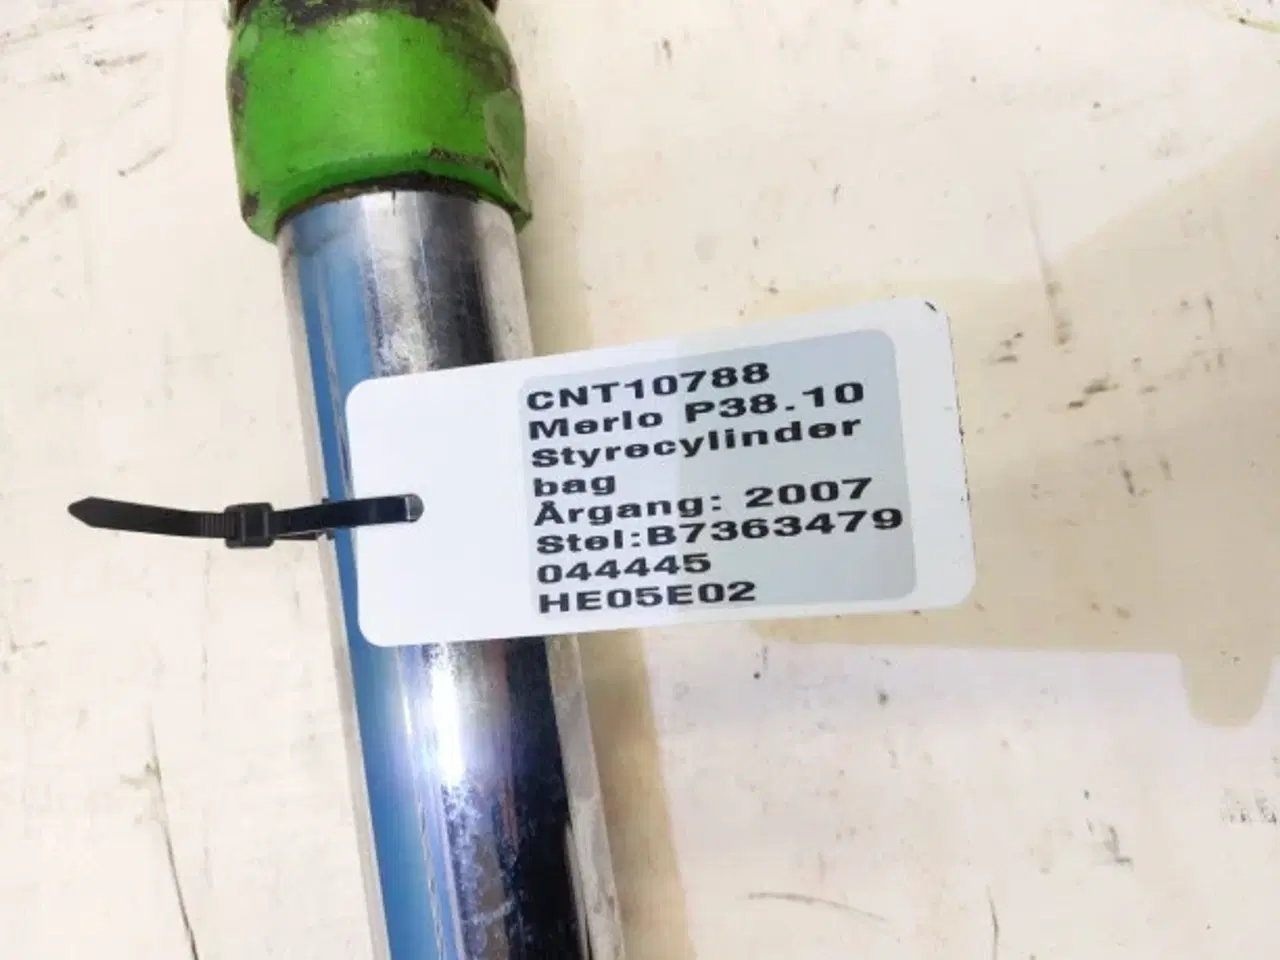 CNT10788
Merlo P38.10
Styrecylinder
bag
Årgang: 2007
Stel:B7363479
044445
HE05E02